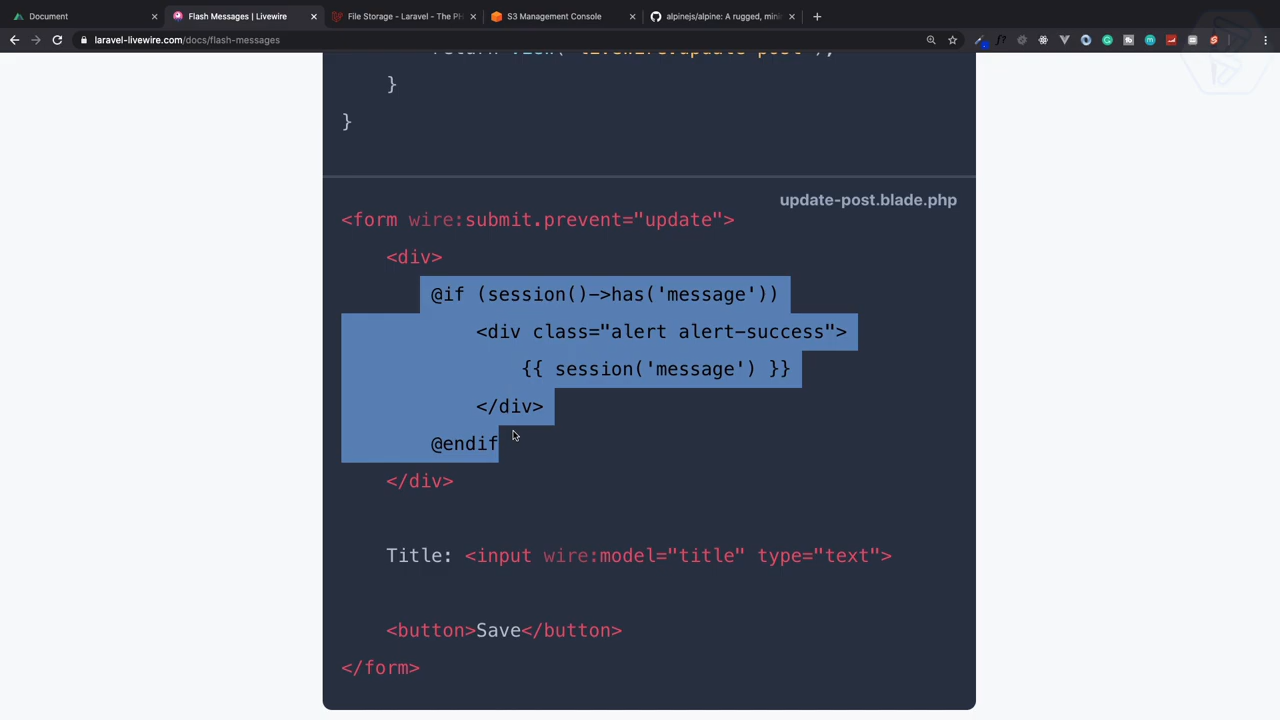 Document
Flash Messages | Livewire
File Storage - Laravel - The PH
S3 Management Console
alpinejs/alpine: A rugged, mini
laravel-livewire.com/docs/flash-messages
}
}
update-post.blade.php
<form wire:submit.prevent="update">
<div>
@if (session()->has('message'))
<div class="alert alert-success">
{{ session('message') }}
</div>
@endif
</div>
Title: <input wire:model="title" type="text">
<button>Save</button>
</form>